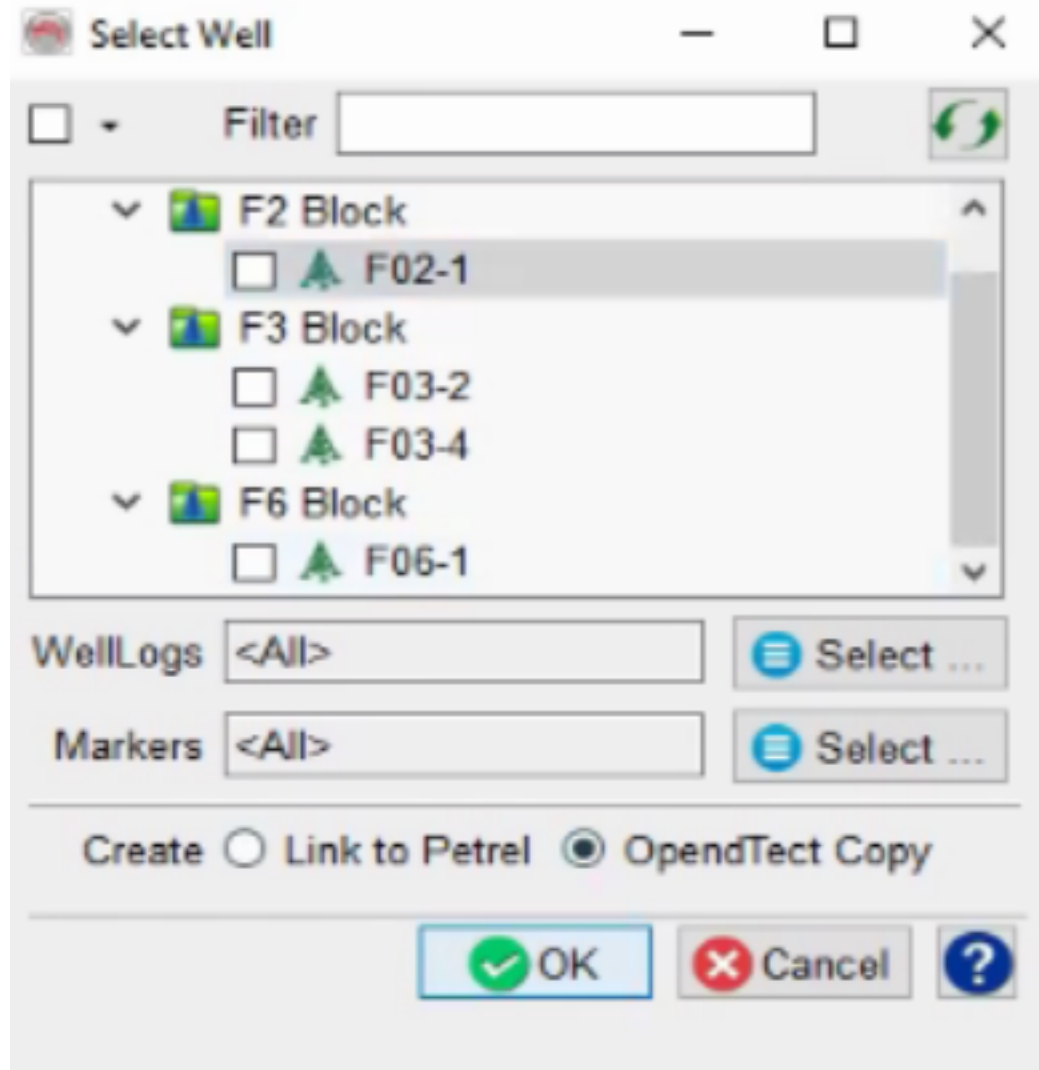 Select Well
Filter
F2 Block
F02-1
F3 Block
F03-2
F03-4
F6 Block
F06-1
WellLogs <All> Select ...
Markers <All> Select ...
Create Link to Petrel OpendTect Copy
OK Cancel ?